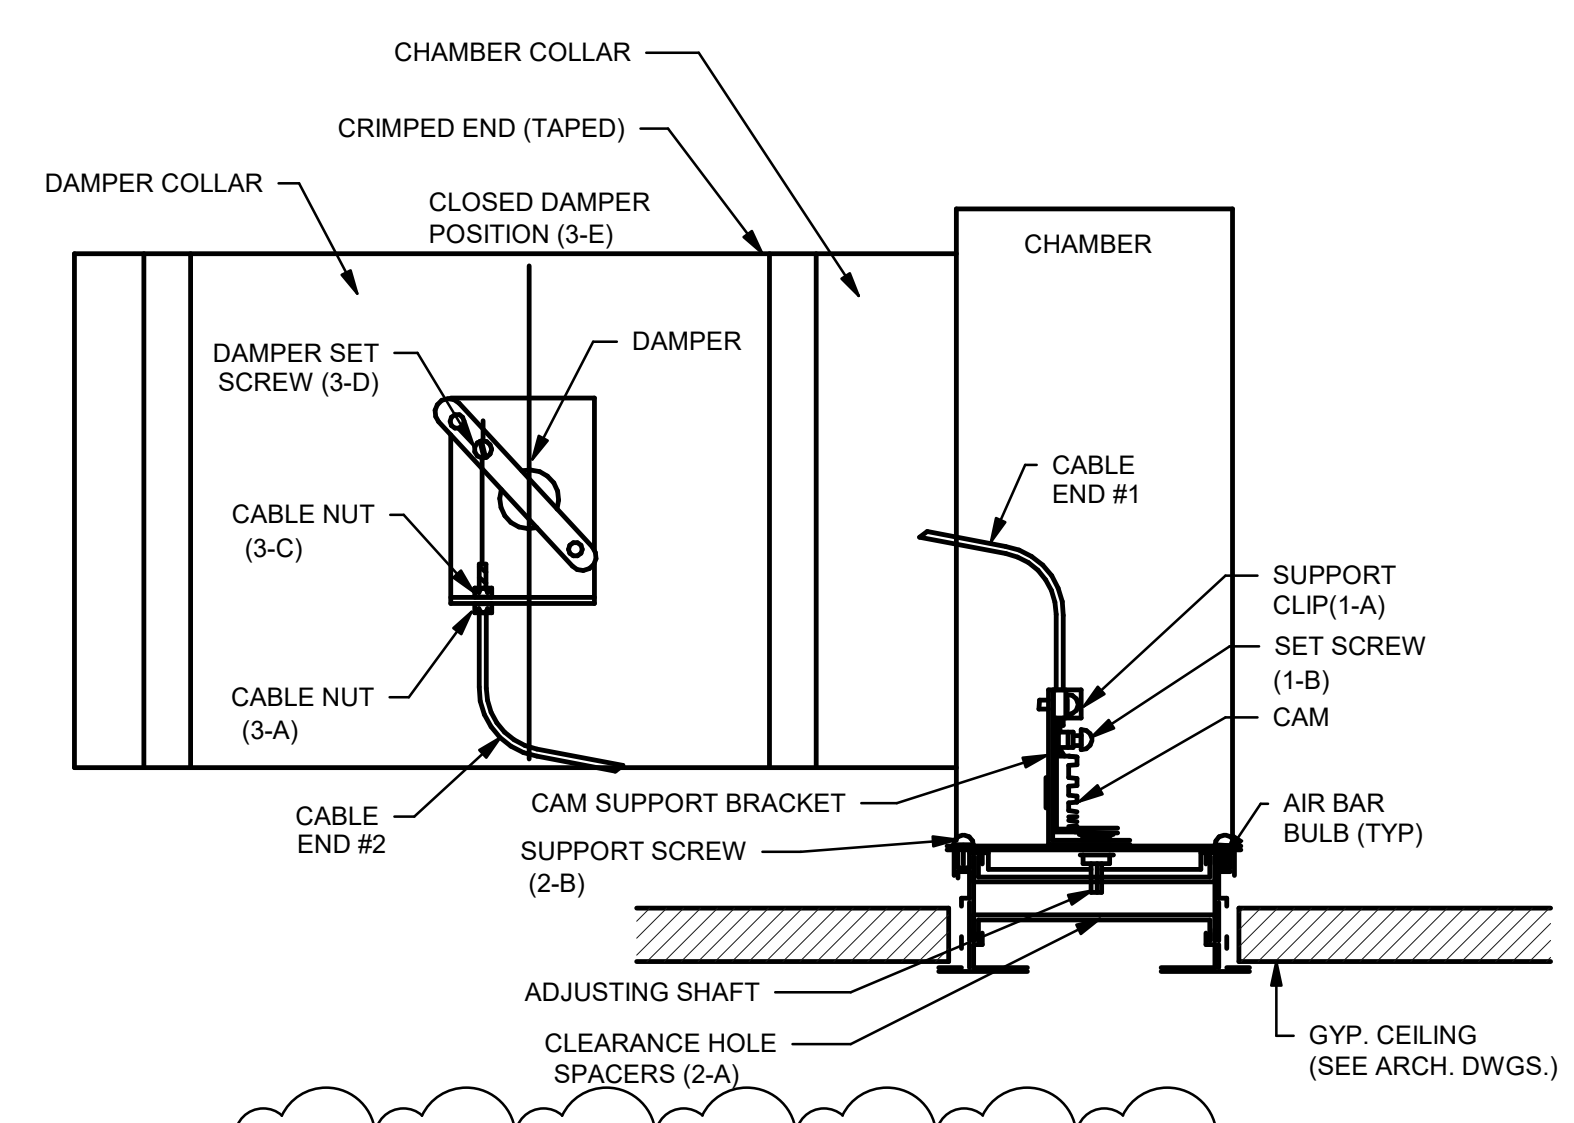 CHAMBER COLLAR
CRIMPED END (TAPED)
DAMPER COLLAR
CLOSED DAMPER
POSITION (3-E)
CHAMBER
DAMPER SET
SCREW (3-D)
DAMPER
CABLE
END #1
CABLE NUT
(3-C)
SUPPORT
CLIP(1-A)
SET SCREW
(1-B)
CABLE NUT
(3-A)
CAM
CAM SUPPORT BRACKET
AIR BAR
BULB (TYP)
CABLE
END #2
SUPPORT SCREW
(2-B)
ADJUSTING SHAFT
CLEARANCE HOLE
SPACERS (2-A)
GYP. CEILING
(SEE ARCH. DWGS.)